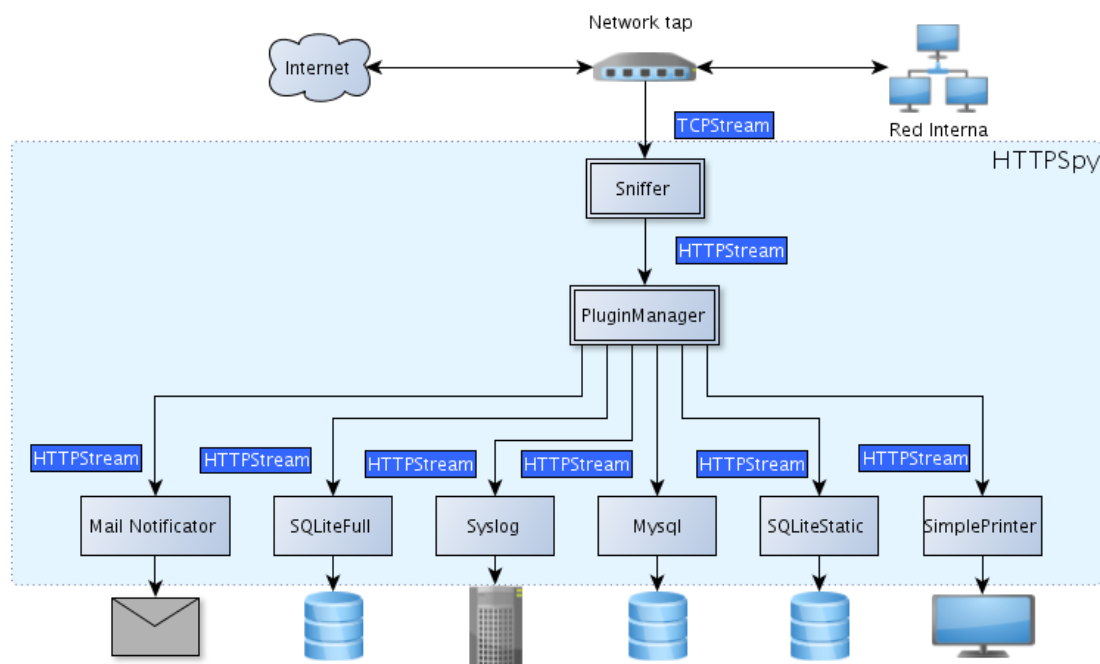 Network tap
Internet
TCPStream
Red Interna
HTTPSpy
Sniffer
HTTPStream
PluginManager
HTTPStream
HTTPStream
HTTPStream
HTTPStream
HTTPStream
HTTPStream
Mail Notificator
SQLiteFull
Syslog
Mysql
SQLiteStatic
SimplePrinter